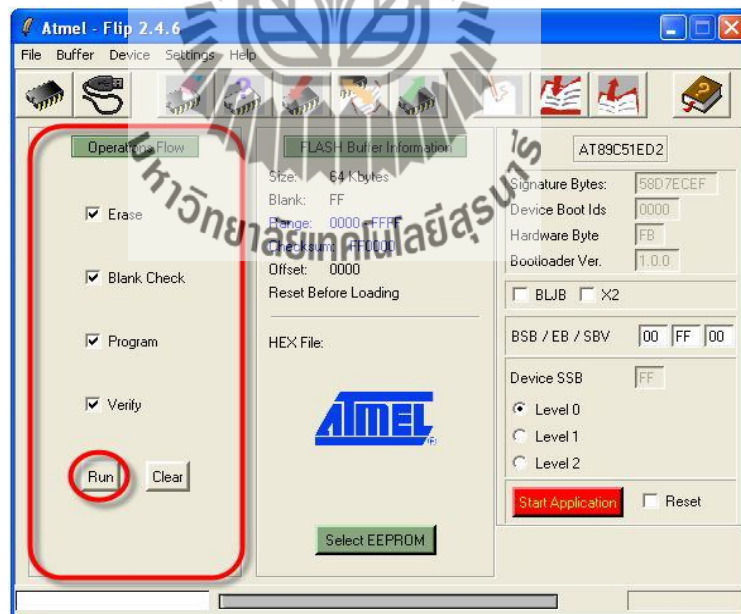 Atmel - Flip 2.4.6
File Buffer Device Settings Help
Operations Flow
Erase
Blank Check
Program
Verify
Run Clear
FLASH Buffer Information
Size: 64 Kbytes
Blank: FF
Range: 0000 - FFFF
Checksum: FF0000
Offset: 0000
Reset Before Loading
HEX File:
ATMEL
Select EEPROM
AT89C51ED2
Signature Bytes: 58D7ECEF
Device Boot Ids 0000
Hardware Byte FB
Bootloader Ver. 1.0.0
BLJB X2
BSB / EB / SBV 00 FF 00
Device SSB FF
Level 0
Level 1
Level 2
Start Application Reset
มหาวิทยาลัยเทคโนโลยีสุรนารี